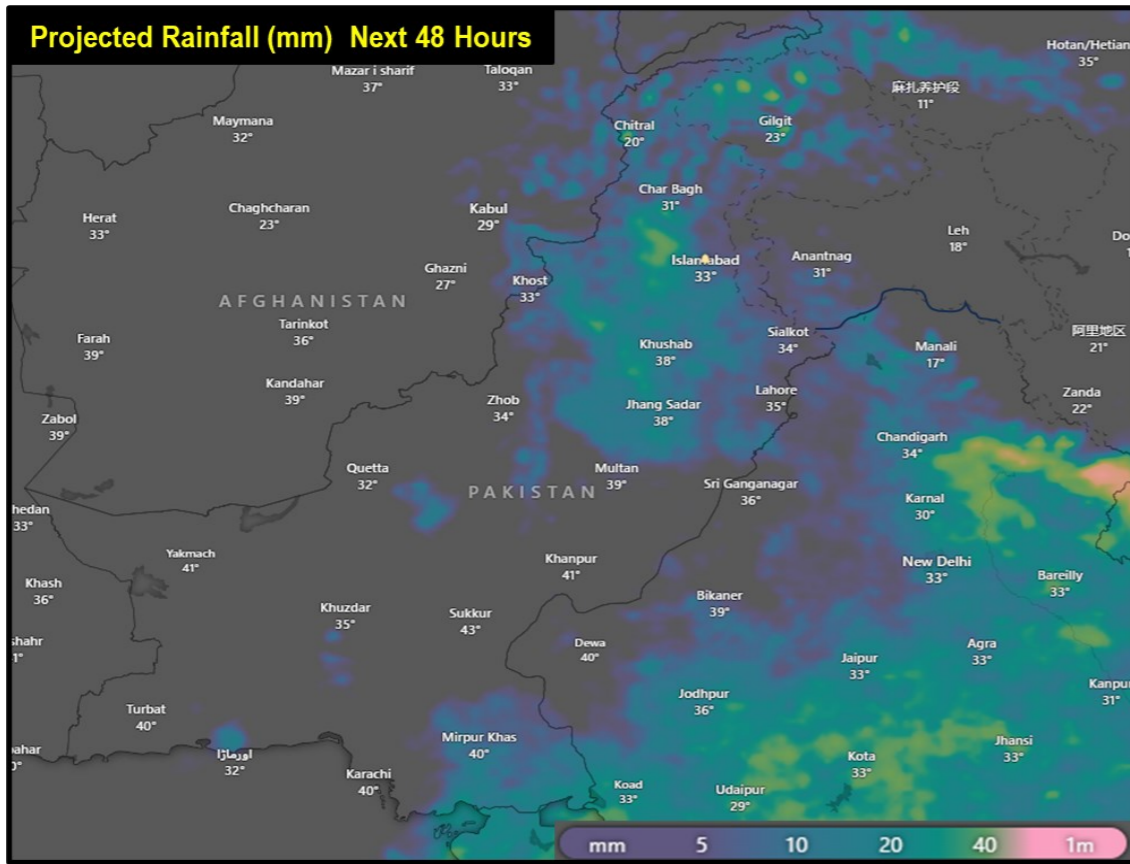 Projected Rainfall (mm) Next 48 Hours
Hotan/Hetian
35°
Mazar i sharif
37°
Taloqan
33°
麻扎养护段
11°
Maymana
32°
Chitral
20°
Gilgit
23°
Char Bagh
31°
Herat
33°
Chaghcharan
23°
Kabul
29°
Leh
18°
Do
Ghazni
27°
Khost
33°
Islamabad
33°
Anantnag
31°
AFGHANISTAN
Farah
39°
Tarinkot
36°
Khushab
38°
Sialkot
34°
Manali
17°
阿里地区
21°
Kandahar
39°
Zhob
34°
Jhang Sadar
38°
Lahore
35°
Zanda
22°
Zabol
39°
Chandigarh
34°
Quetta
32°
PAKISTAN
Multan
39°
Sri Ganganagar
36°
Karnal
30°
hedan
33°
Yakmach
41°
Khanpur
41°
New Delhi
33°
Bareilly
33°
Khash
36°
Khuzdar
35°
Sukkur
43°
Bikaner
39°
shahr
1°
Dewa
40°
Jaipur
33°
Agra
33°
Turbat
40°
Jodhpur
36°
Kanpur
31°
اورماڑا
32°
Mirpur Khas
40°
Kota
33°
Jhansi
33°
bahar
0°
Karachi
40°
Koad
33°
Udaipur
29°
mm 5 10 20 40 1m